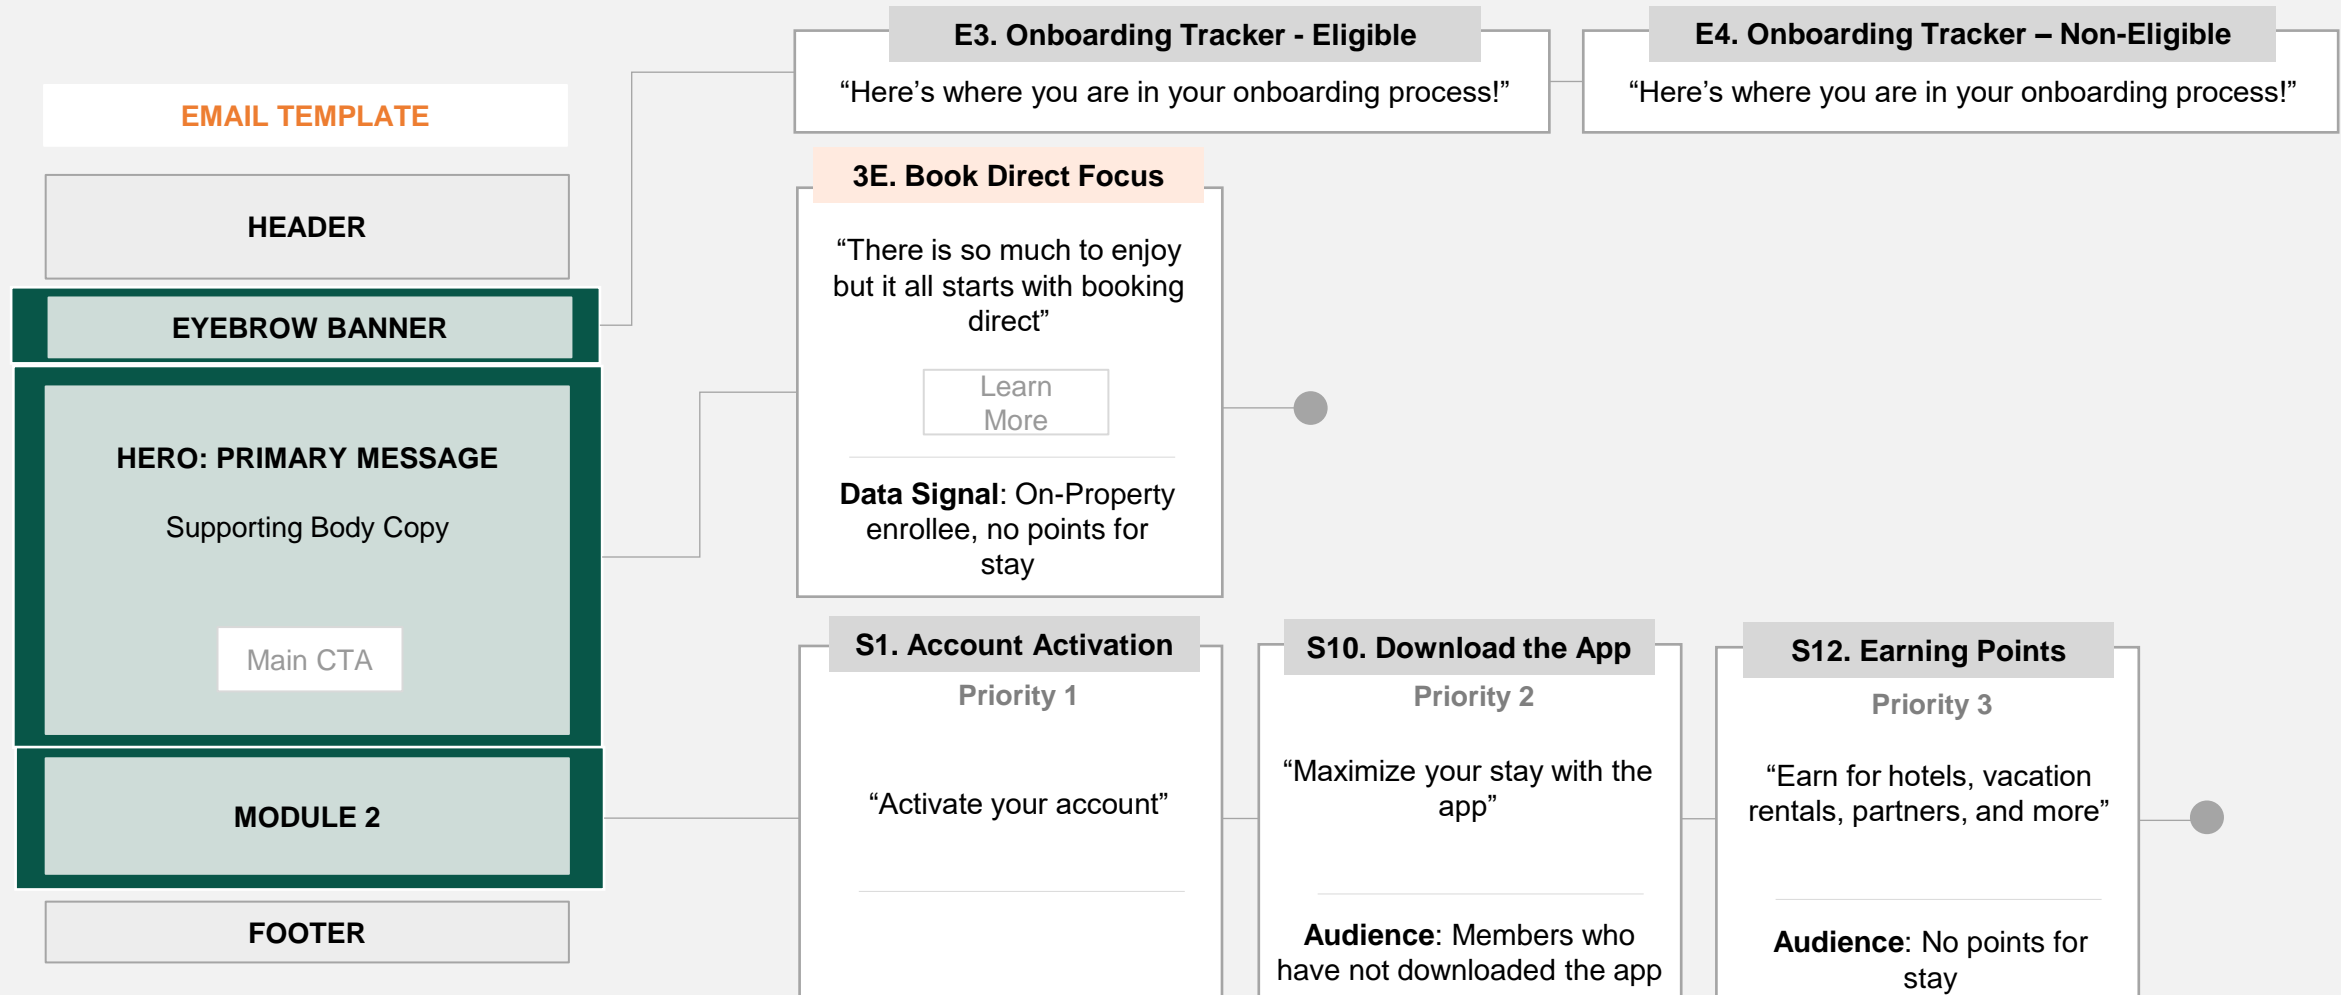 EMAIL TEMPLATE
HEADER
EYEBROW BANNER
HERO: PRIMARY MESSAGE
Supporting Body Copy
Main CTA
MODULE 2
FOOTER
E3. Onboarding Tracker - Eligible
“Here’s where you are in your onboarding process!”
E4. Onboarding Tracker – Non-Eligible
“Here’s where you are in your onboarding process!”
3E. Book Direct Focus
“There is so much to enjoy
but it all starts with booking
direct”
Learn
More
Data Signal: On-Property
enrollee, no points for
stay
S1. Account Activation
Priority 1
“Activate your account”
S10. Download the App
Priority 2
“Maximize your stay with the
app”
Audience: Members who
have not downloaded the app
S12. Earning Points
Priority 3
“Earn for hotels, vacation
rentals, partners, and more”
Audience: No points for
stay